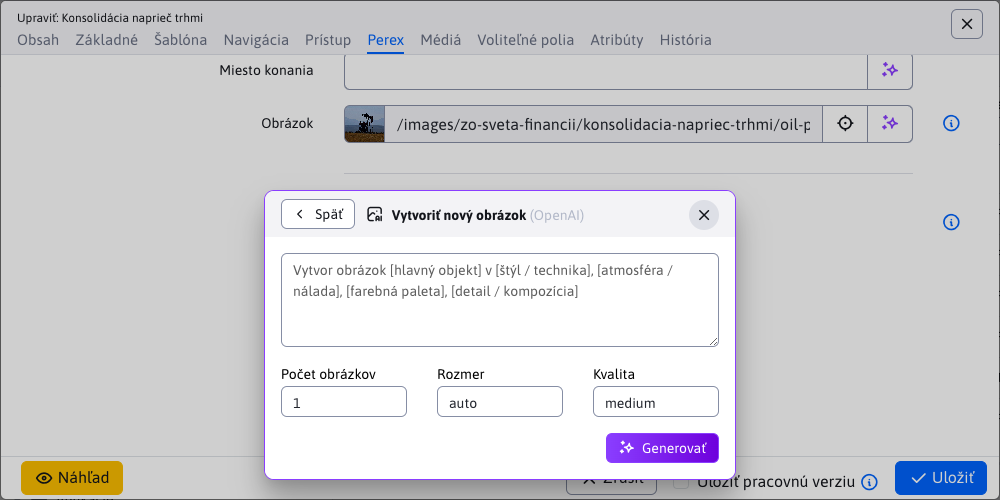 Upraviť: Konsolidácia naprieč trhmi
Obsah Základné Šablóna Navigácia Prístup Perex Médiá Voliteľné polia Atribúty História
Miesto konania
Obrázok /images/zo-sveta-financii/konsolidacia-napriec-trhmi/oil-p
Späť Vytvoriť nový obrázok (OpenAI)
Vytvor obrázok [hlavný objekt] v [štýl / technika], [atmosféra /
nálada], [farebná paleta], [detail / kompozícia]
Počet obrázkov Rozmer Kvalita
1 auto medium
Generovať
Náhľad Zrušiť Uložiť pracovnú verziu Uložiť